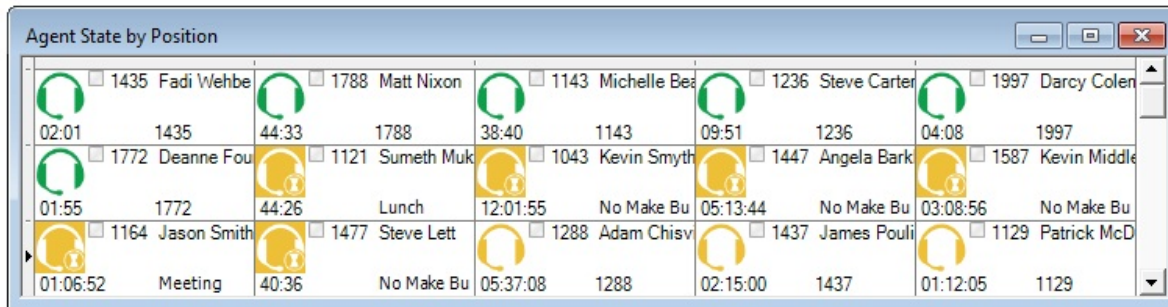 Agent State by Position
1435 Fadi Wehbe 1788 Matt Nixon 1143 Michelle Bea 1236 Steve Carter 1997 Darcy Colen
02:01 1435 44:33 1788 38:40 1143 09:51 1236 04:08 1997
1772 Deanne Fou 1121 Sumeth Muk 1043 Kevin Smyth 1447 Angela Bark 1587 Kevin Middle
01:55 1772 44:26 Lunch 12:01:55 No Make Bu 05:13:44 No Make Bu 03:08:56 No Make Bu
1164 Jason Smith 1477 Steve Lett 1288 Adam Chisv 1437 James Pouli 1129 Patrick McD
01:06:52 Meeting 40:36 No Make Bu 05:37:08 1288 02:15:00 1437 01:12:05 1129